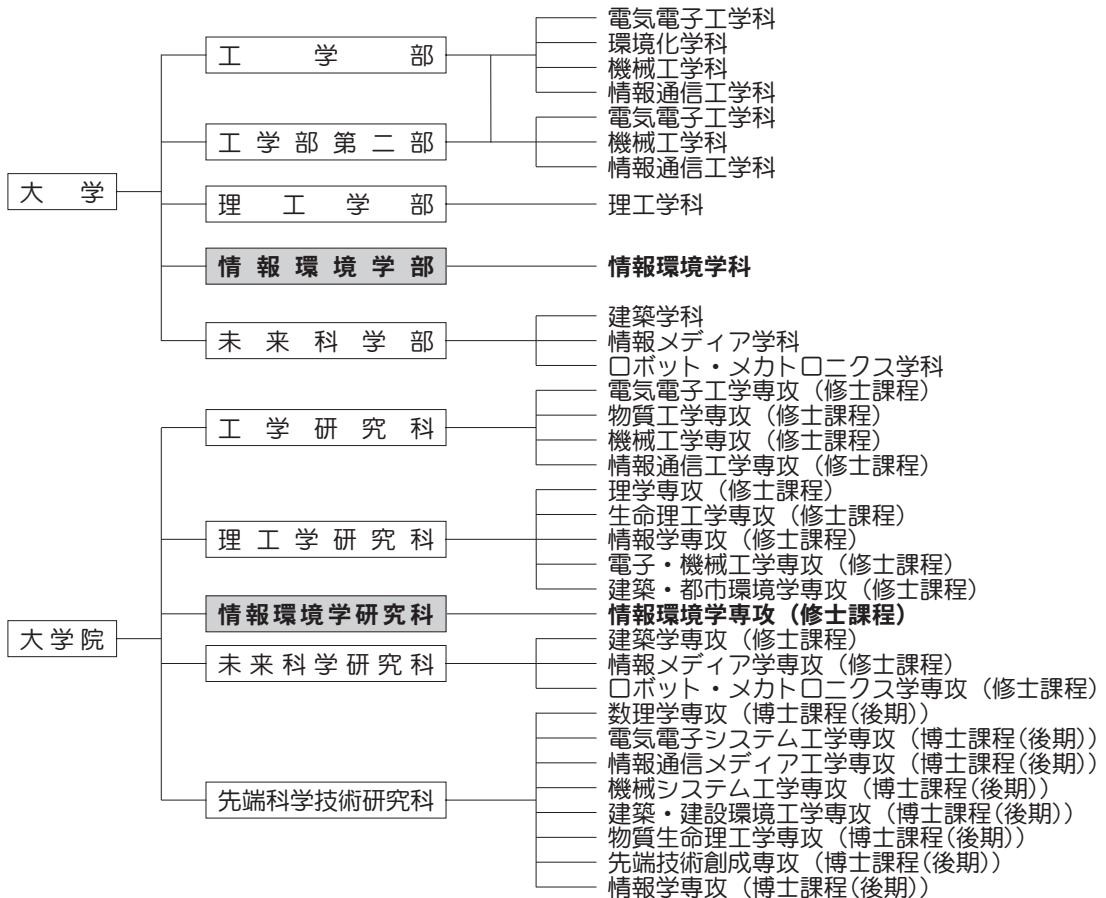 大学
工学部
電気電子工学科
環境化学科
機械工学科
情報通信工学科
工学部第二部
電気電子工学科
機械工学科
情報通信工学科
理工学部
理工学科
情報環境学部
情報環境学科
未来科学部
建築学科
情報メディア学科
ロボット・メカトロニクス学科
大学院
工学研究科
電気電子工学専攻（修士課程）
物質工学専攻（修士課程）
機械工学専攻（修士課程）
情報通信工学専攻（修士課程）
理工学研究科
理学専攻（修士課程）
生命理工学専攻（修士課程）
情報学専攻（修士課程）
電子・機械工学専攻（修士課程）
建築・都市環境学専攻（修士課程）
情報環境学研究科
情報環境学専攻（修士課程）
未来科学研究科
建築学専攻（修士課程）
情報メディア学専攻（修士課程）
ロボット・メカトロニクス学専攻（修士課程）
先端科学技術研究科
数理学専攻（博士課程(後期)）
電気電子システム工学専攻（博士課程(後期)）
情報通信メディア工学専攻（博士課程(後期)）
機械システム工学専攻（博士課程(後期)）
建築・建設環境工学専攻（博士課程(後期)）
物質生命理工学専攻（博士課程(後期)）
先端技術創成専攻（博士課程(後期)）
情報学専攻（博士課程(後期)）